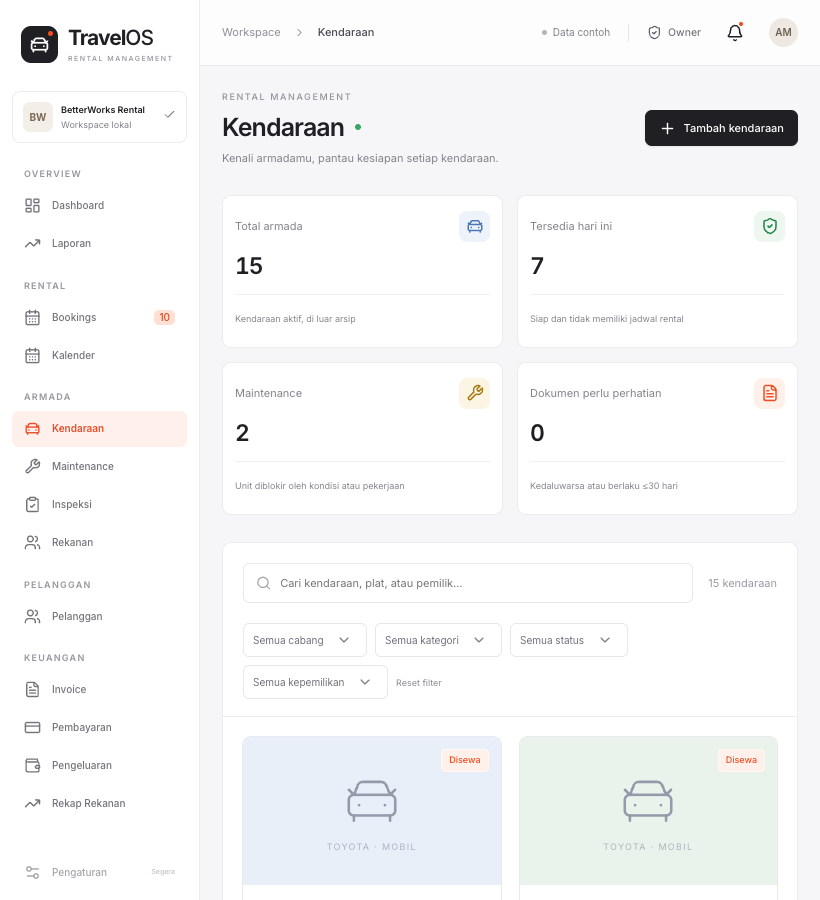 TravelOS
RENTAL MANAGEMENT
BW
BetterWorks Rental
Workspace lokal
OVERVIEW
Dashboard
Laporan
RENTAL
Bookings
10
Kalender
ARMADA
Kendaraan
Maintenance
Inspeksi
Rekanan
PELANGGAN
Pelanggan
KEUANGAN
Invoice
Pembayaran
Pengeluaran
Rekap Rekanan
Pengaturan
Segera
Workspace
Kendaraan
Data contoh
Owner
AM
RENTAL MANAGEMENT
Kendaraan
Kenali armadamu, pantau kesiapan setiap kendaraan.
Tambah kendaraan
Total armada
15
Kendaraan aktif, di luar arsip
Tersedia hari ini
7
Siap dan tidak memiliki jadwal rental
Maintenance
2
Unit diblokir oleh kondisi atau pekerjaan
Dokumen perlu perhatian
0
Kedaluwarsa atau berlaku ≤30 hari
Cari kendaraan, plat, atau pemilik...
15 kendaraan
Semua cabang
Semua kategori
Semua status
Semua kepemilikan
Reset filter
Disewa
TOYOTA · MOBIL
Disewa
TOYOTA · MOBIL